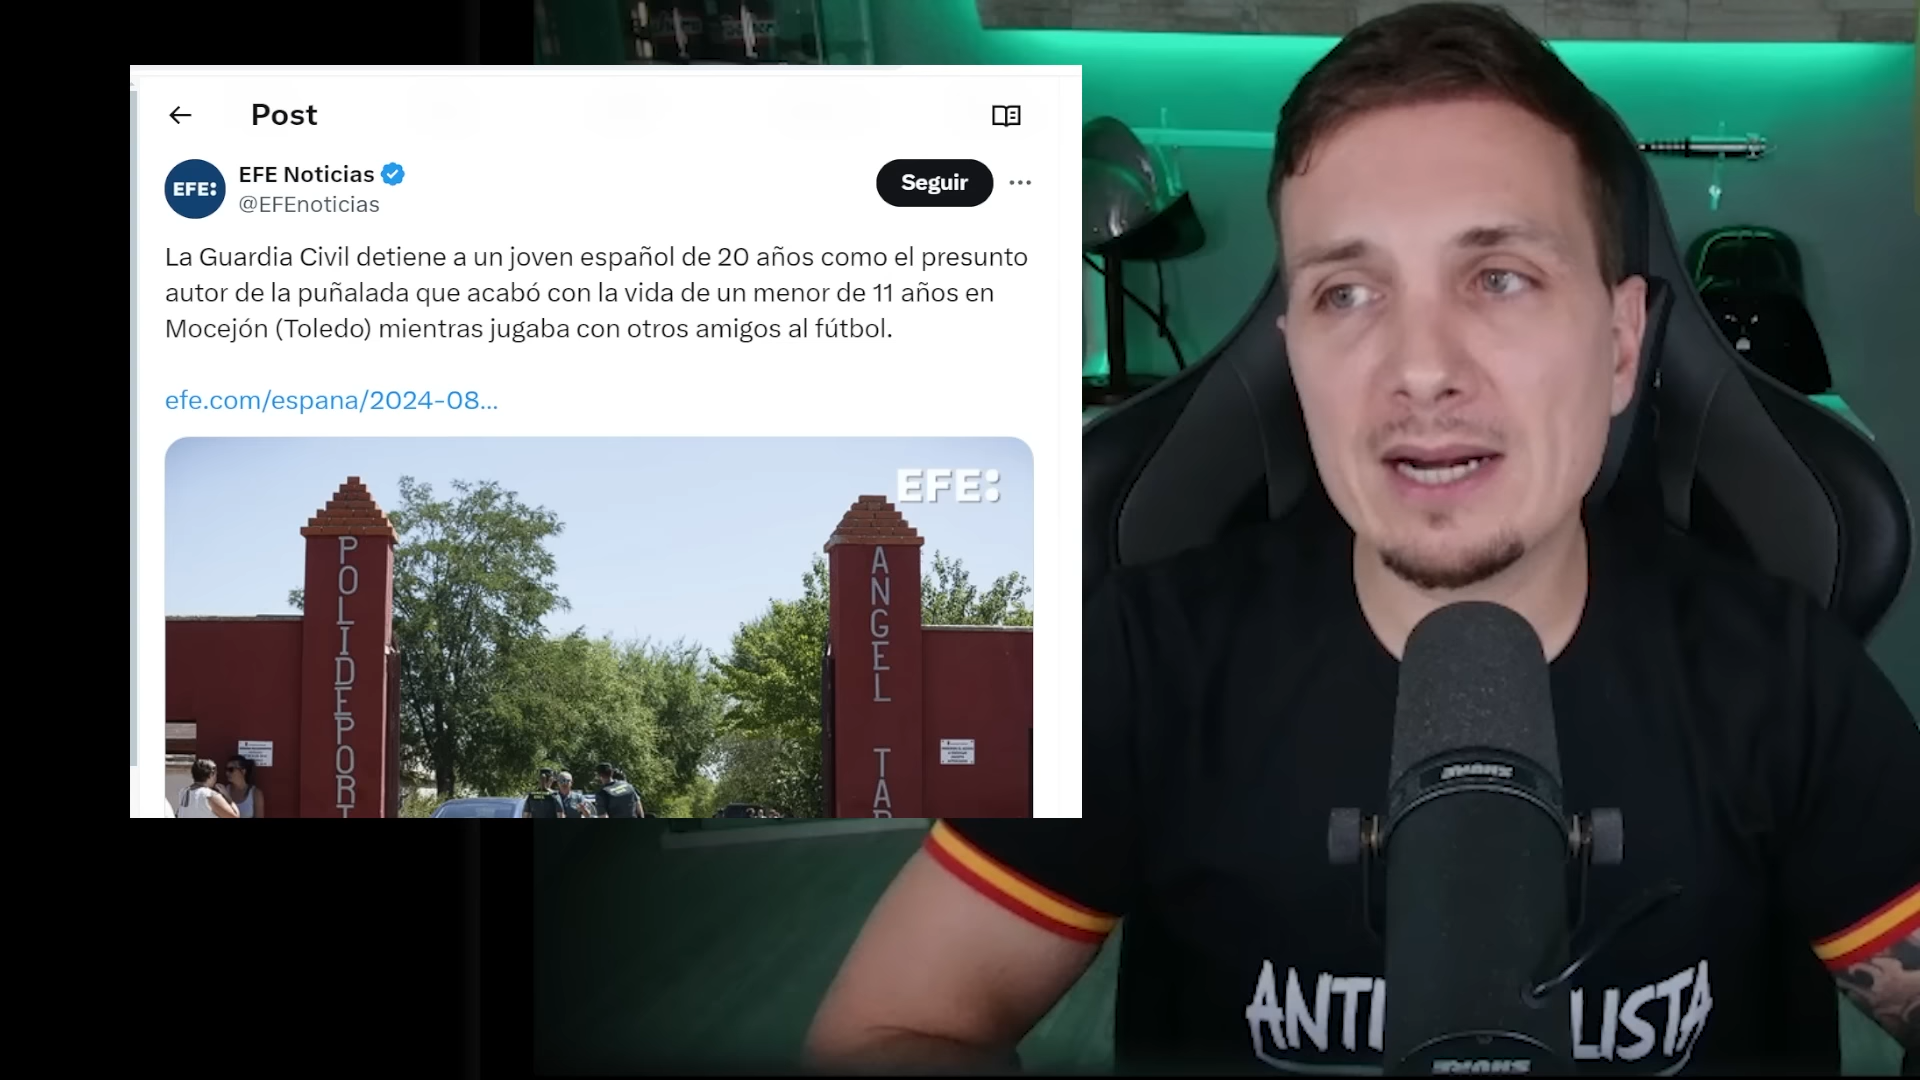 Post
EFE:
EFE Noticias
@EFEnoticias
Seguir
La Guardia Civil detiene a un joven español de 20 años como el presunto
autor de la puñalada que acabó con la vida de un menor de 11 años en
Mocejón (Toledo) mientras jugaba con otros amigos al fútbol.
efe.com/espana/2024-08...
EFE:
POLIDEPORT
ANGEL TAR
ANTI
LISTA